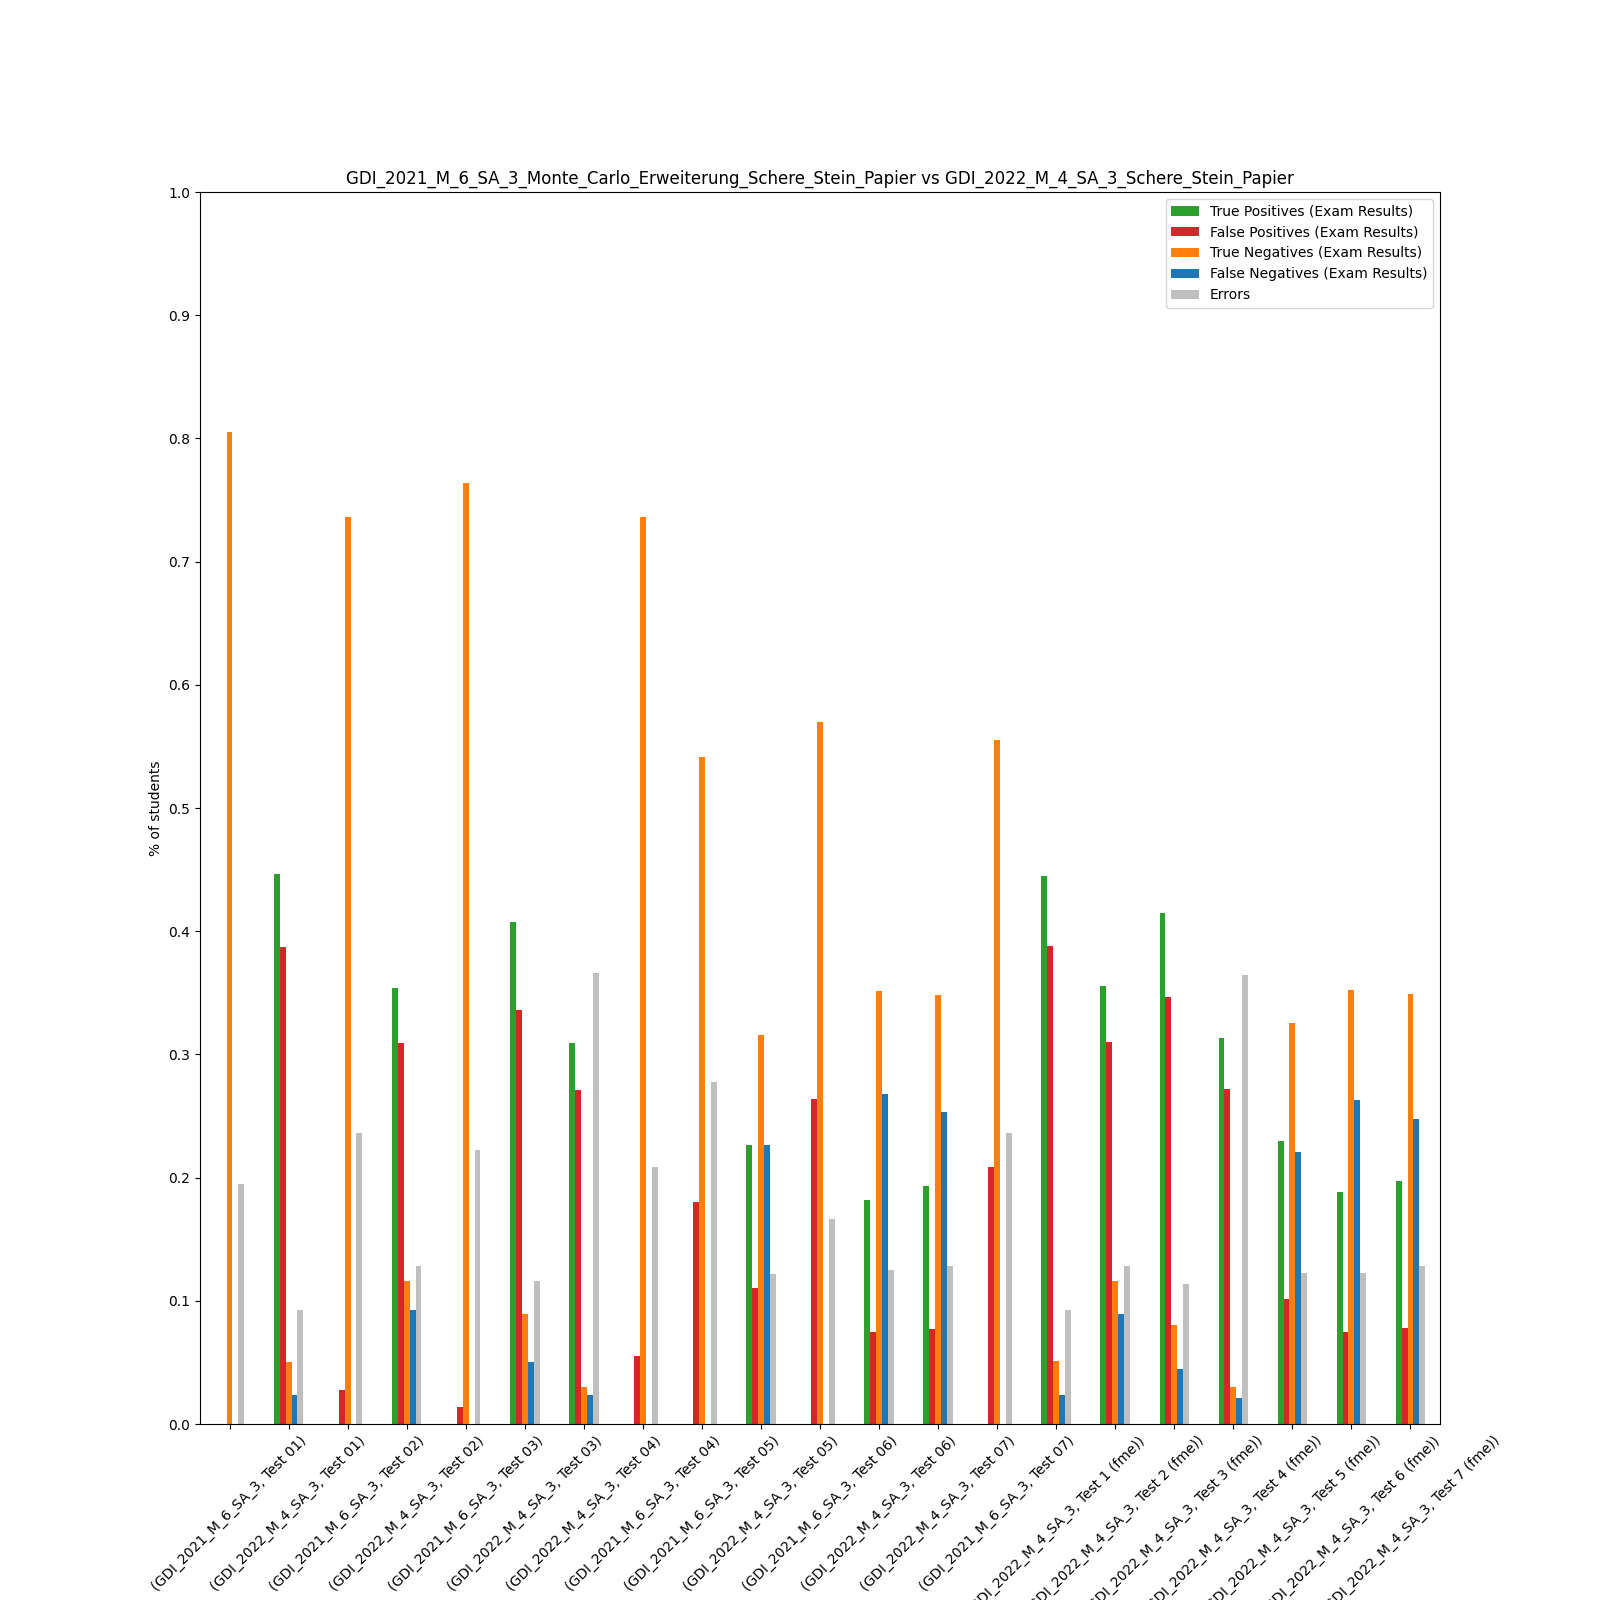 GDI_2021_M_6_SA_3_Monte_Carlo_Erweiterung_Schere_Stein_Papier vs GDI_2022_M_4_SA_3_Schere_Stein_Papier
True Positives (Exam Results)
False Positives (Exam Results)
True Negatives (Exam Results)
False Negatives (Exam Results)
Errors
% of students
1.0
0.9
0.8
0.7
0.6
0.5
0.4
0.3
0.2
0.1
0.0
(GDI_2021_M_6_SA_3, Test 01)
(GDI_2022_M_4_SA_3, Test 01)
(GDI_2021_M_6_SA_3, Test 02)
(GDI_2022_M_4_SA_3, Test 02)
(GDI_2021_M_6_SA_3, Test 03)
(GDI_2022_M_4_SA_3, Test 03)
(GDI_2022_M_4_SA_3, Test 04)
(GDI_2021_M_6_SA_3, Test 04)
(GDI_2021_M_6_SA_3, Test 05)
(GDI_2022_M_4_SA_3, Test 05)
(GDI_2021_M_6_SA_3, Test 06)
(GDI_2022_M_4_SA_3, Test 06)
(GDI_2022_M_4_SA_3, Test 07)
(GDI_2021_M_6_SA_3, Test 07)
GDI_2022_M_4_SA_3, Test 1 (fme))
GDI_2022_M_4_SA_3, Test 2 (fme))
GDI_2022_M_4_SA_3, Test 3 (fme))
GDI_2022_M_4_SA_3, Test 4 (fme))
GDI_2022_M_4_SA_3, Test 5 (fme))
GDI_2022_M_4_SA_3, Test 6 (fme))
GDI_2022_M_4_SA_3, Test 7 (fme))